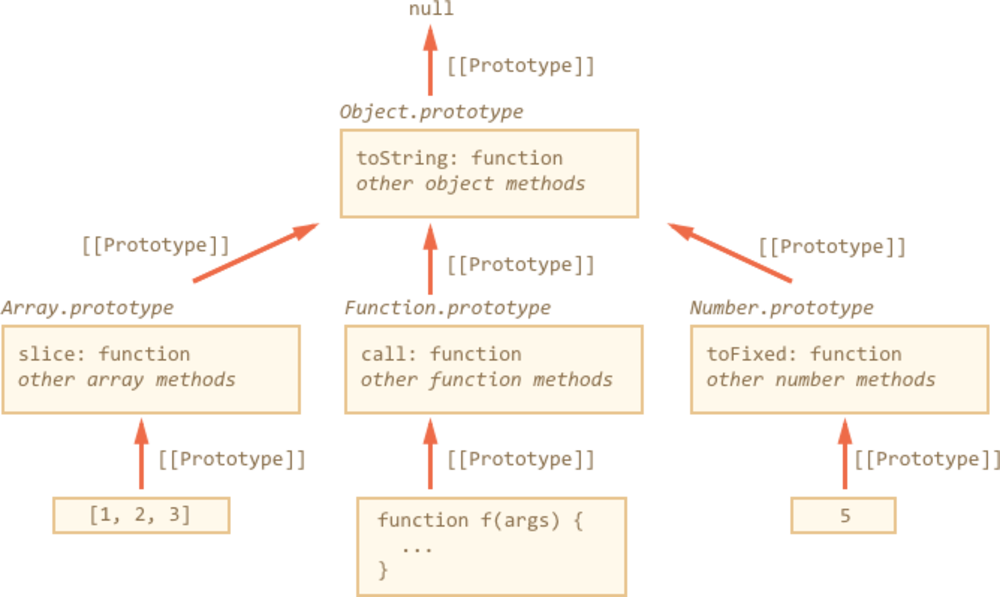 null
[[Prototype]]
Object.prototype
toString: function
other object methods
[[Prototype]]
[[Prototype]]
[[Prototype]]
Array.prototype
slice: function
other array methods
Function.prototype
call: function
other function methods
Number.prototype
toFixed: function
other number methods
[[Prototype]]
[[Prototype]]
[[Prototype]]
[1, 2, 3]
function f(args) {
...
}
5